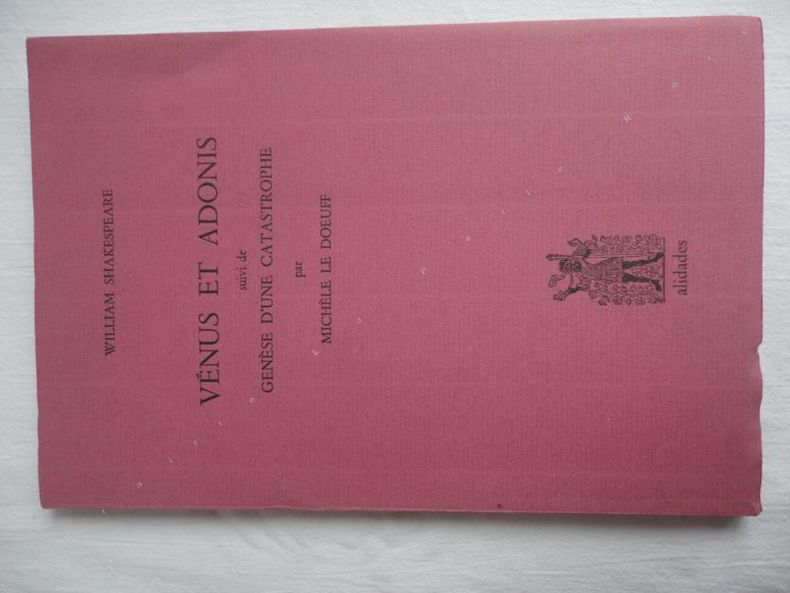 WILLIAM SHAKESPEARE
VÉNUS ET ADONIS
suivi de
GENÈSE D'UNE CATASTROPHE
par
MICHÈLE LE DOEUFF
alidades